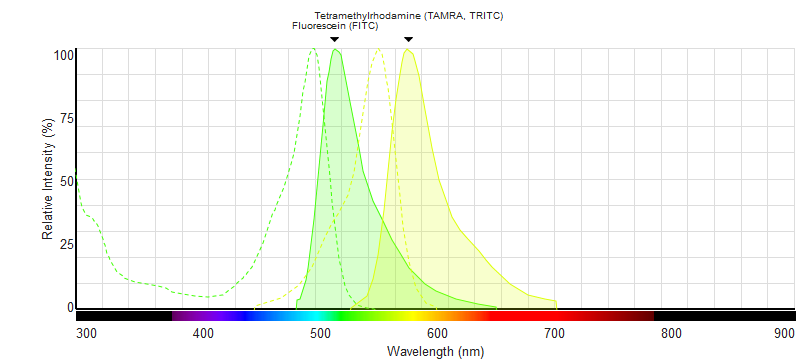 Tetramethylrhodamine (TAMRA, TRITC)
Fluorescein (FITC)
100
75
50
25
0
Relative Intensity (%)
300 400 500 600 700 800 900
Wavelength (nm)